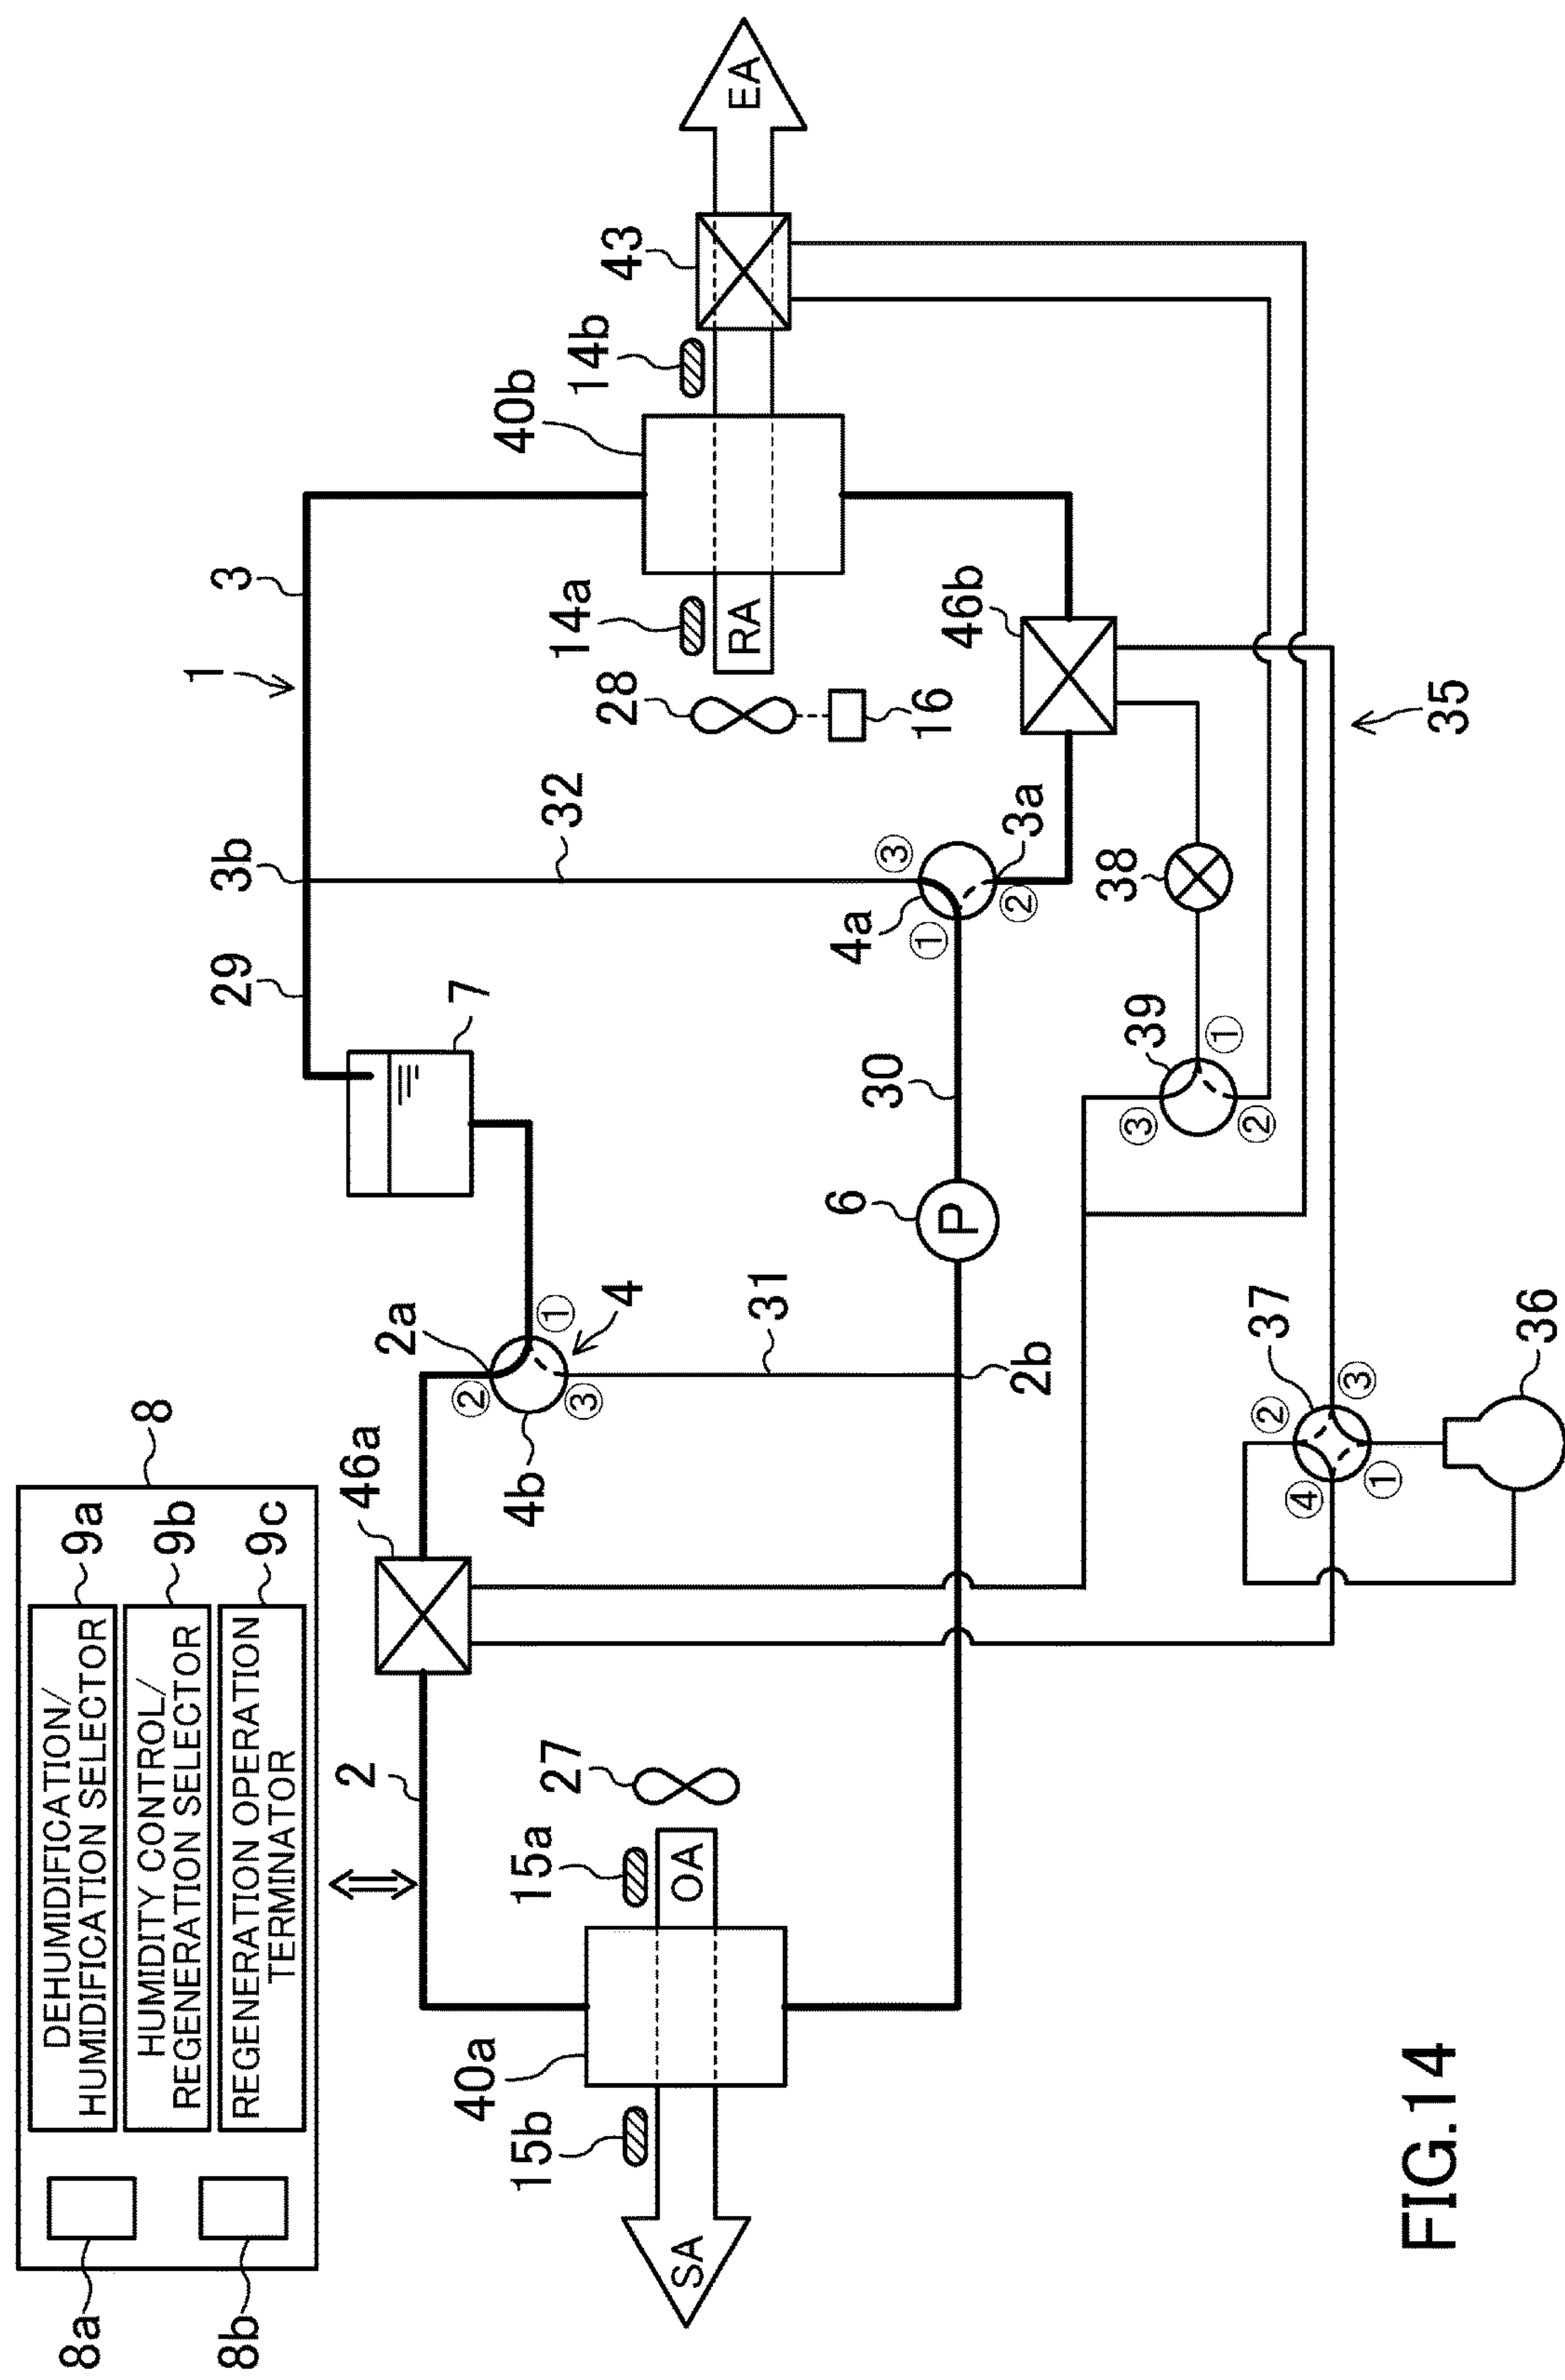 8
DEHUMIDIFICATION/
HUMIDIFICATION SELECTOR
9a
HUMIDITY CONTROL/
REGENERATION SELECTOR
9b
REGENERATION OPERATION
TERMINATOR
9c
8a
8b
1
3
3b
29
7
32
2a
① 
②
③
4
4b
46a
2
31
2b
27
15a
OA
15b
40a
SA
6
P
30
4a
①
②
③
3a
28
16
14a
RA
40b
14b
43
EA
46b
38
39
①
②
③
35
37
①
②
③
④
36
FIG.14